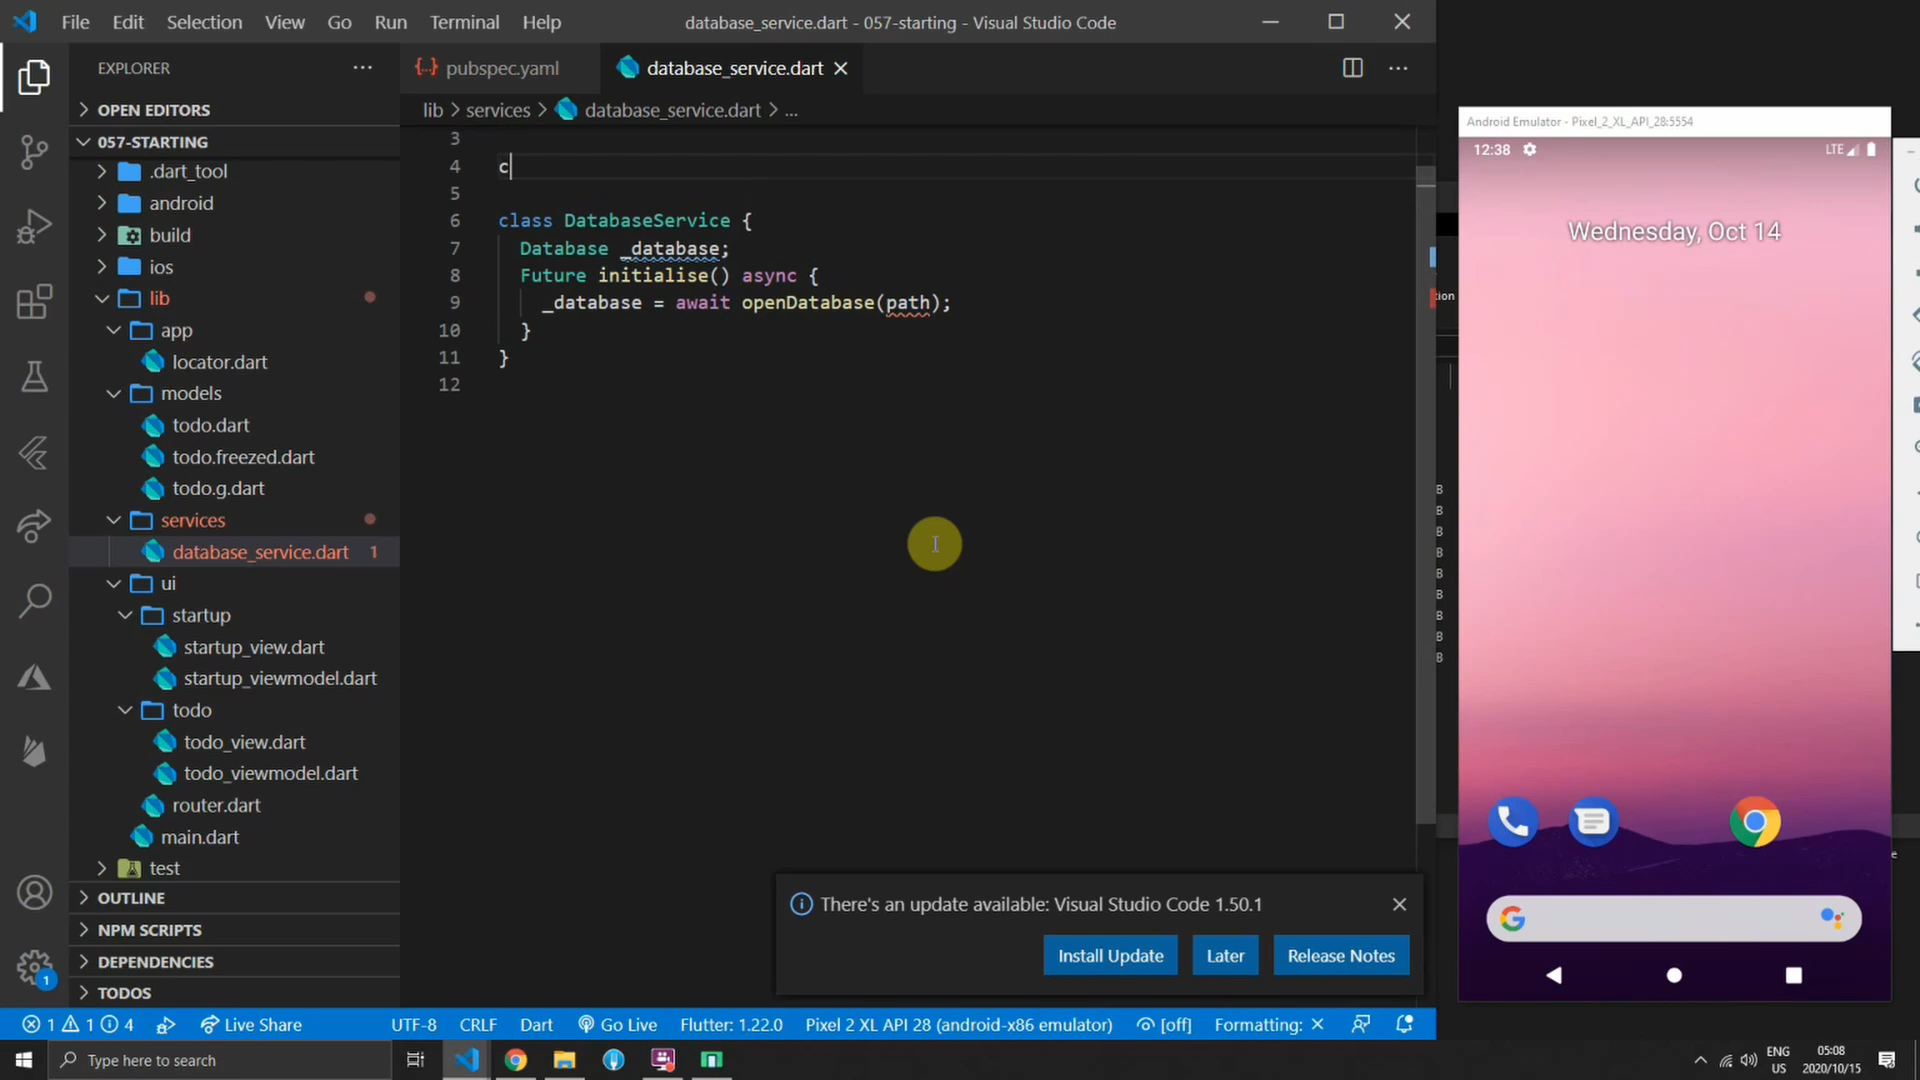 File Edit Selection View Go Run Terminal Help
database_service.dart - 057-starting - Visual Studio Code
EXPLORER
OPEN EDITORS
057-STARTING
.dart_tool
android
build
ios
lib
app
locator.dart
models
todo.dart
todo.freezed.dart
todo.g.dart
services
database_service.dart 1
ui
startup
startup_view.dart
startup_viewmodel.dart
todo
todo_view.dart
todo_viewmodel.dart
router.dart
main.dart
test
OUTLINE
NPM SCRIPTS
DEPENDENCIES
TODOS
1
pubspec.yaml
database_service.dart
lib > services > database_service.dart > ...
3
4 c
5
6 class DatabaseService {
7 Database _database;
8 Future initialise() async {
9 _database = await openDatabase(path);
10 }
11 }
12
There's an update available: Visual Studio Code 1.50.1
Install Update
Later
Release Notes
Android Emulator - Pixel_2_XL_API_28:5554
12:38
LTE
Wednesday, Oct 14
1 1 4 Live Share UTF-8 CRLF Dart Go Live Flutter: 1.22.0 Pixel 2 XL API 28 (android-x86 emulator) [off] Formatting: ✕
Type here to search
ENG
US
05:08
2020/10/15